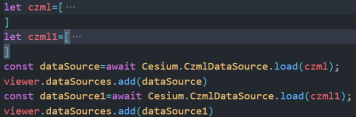 let czml=[ ...
]
let czml1=[ ...
]
const dataSource=await Cesium.CzmlDataSource.load(czml);
viewer.dataSources.add(dataSource)
const dataSource1=await Cesium.CzmlDataSource.load(czml1);
viewer.dataSources.add(dataSource1)